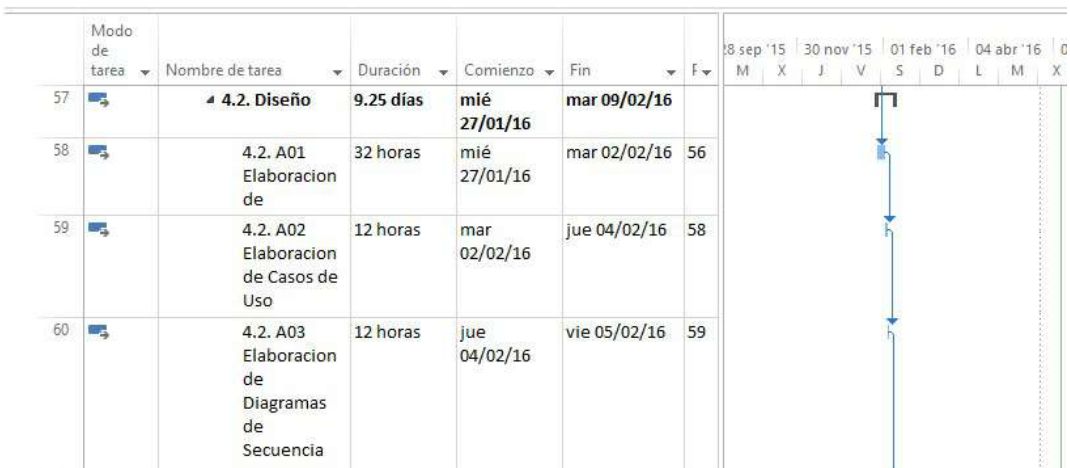 Modo de tarea
Nombre de tarea
Duración
Comienzo
Fin
28 sep '15
30 nov '15
01 feb '16
04 abr '16
M X J V S D L M X
57
4.2. Diseño
9.25 días
mié 27/01/16
mar 09/02/16
58
4.2. A01 Elaboracion de
32 horas
mié 27/01/16
mar 02/02/16
56
59
4.2. A02 Elaboracion de Casos de Uso
12 horas
mar 02/02/16
jue 04/02/16
58
60
4.2. A03 Elaboracion de Diagramas de Secuencia
12 horas
jue 04/02/16
vie 05/02/16
59